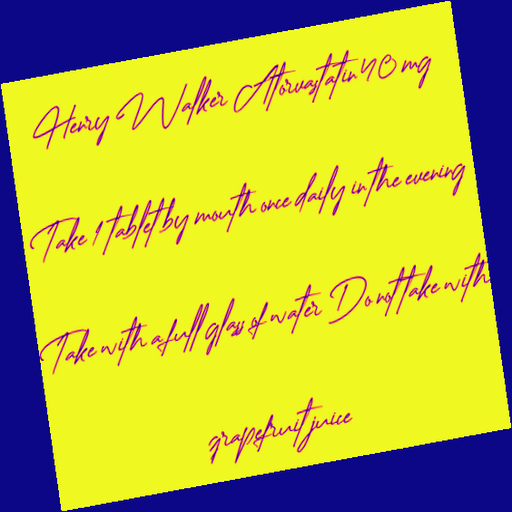 Henry Walker Atorvastatin 40 mg
Take 1 tablet by mouth once daily in the evening
Take with a full glass of water Do not take with
grapefruit juice